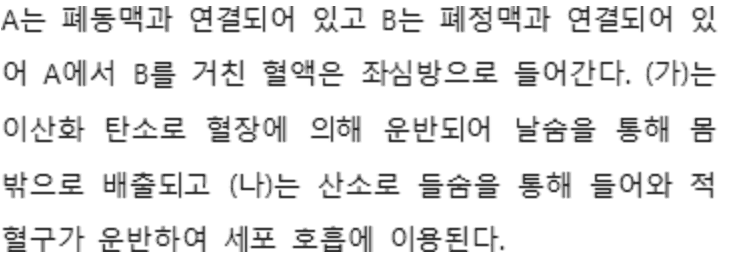 A는 폐동맥과 연결되어 있고 B는 폐정맥과 연결되어 있
어 A에서 B를 거친 혈액은 좌심방으로 들어간다. (가)는
이산화 탄소로 혈장에 의해 운반되어 날숨을 통해 몸
밖으로 배출되고 (나)는 산소로 들숨을 통해 들어와 적
혈구가 운반하여 세포 호흡에 이용된다.